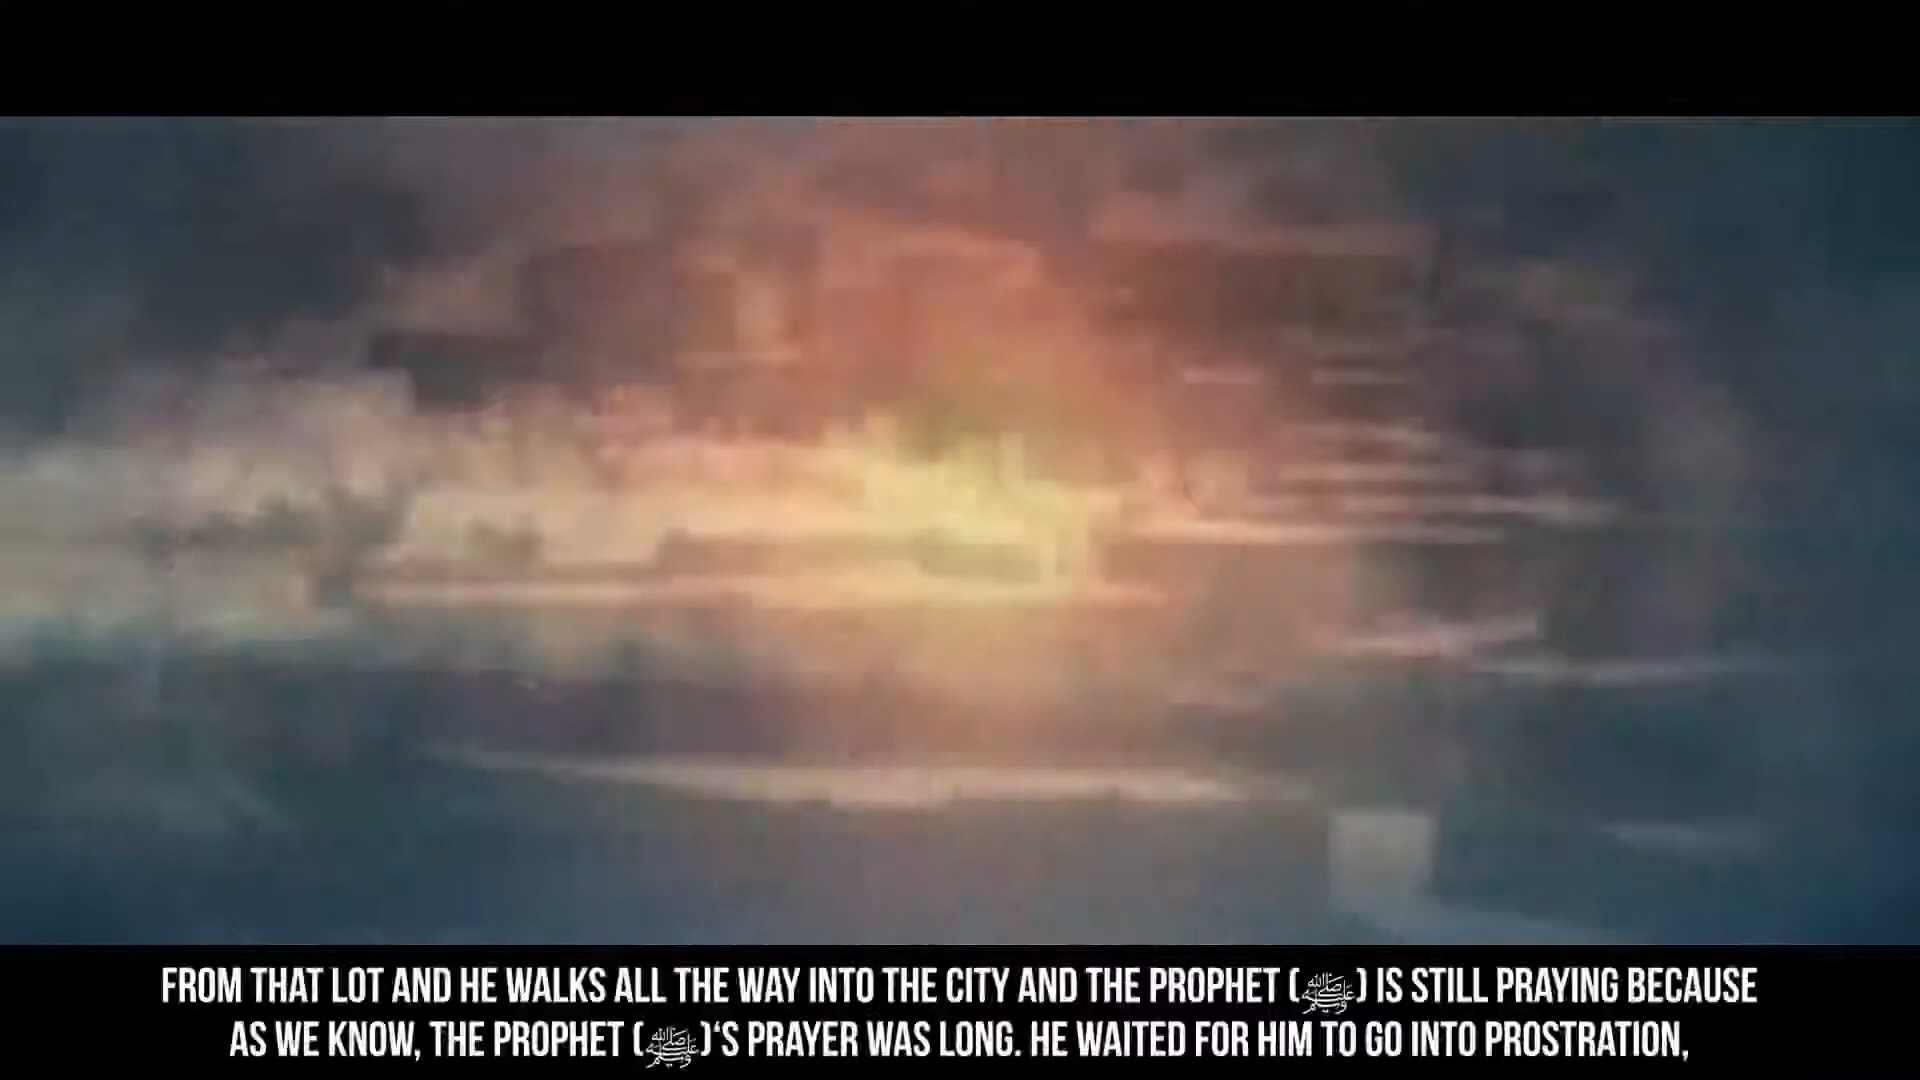 FROM THAT LOT AND HE WALKS ALL THE WAY INTO THE CITY AND THE PROPHET (ﷺ) IS STILL PRAYING BECAUSE
AS WE KNOW, THE PROPHET (ﷺ)‘S PRAYER WAS LONG. HE WAITED FOR HIM TO GO INTO PROSTRATION,